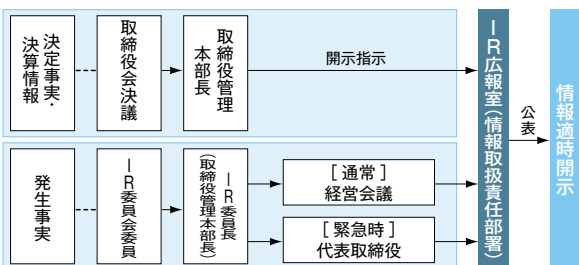 決定事実・
決算情報
取締役会決議
取締役管理
本部長
開示指示
発生事実
IR委員会委員
IR委員長
(取締役管理本部長)
[通常]
経営会議
[緊急時]
代表取締役
IR広報室(情報取扱責任部署)
公表
情報適時開示